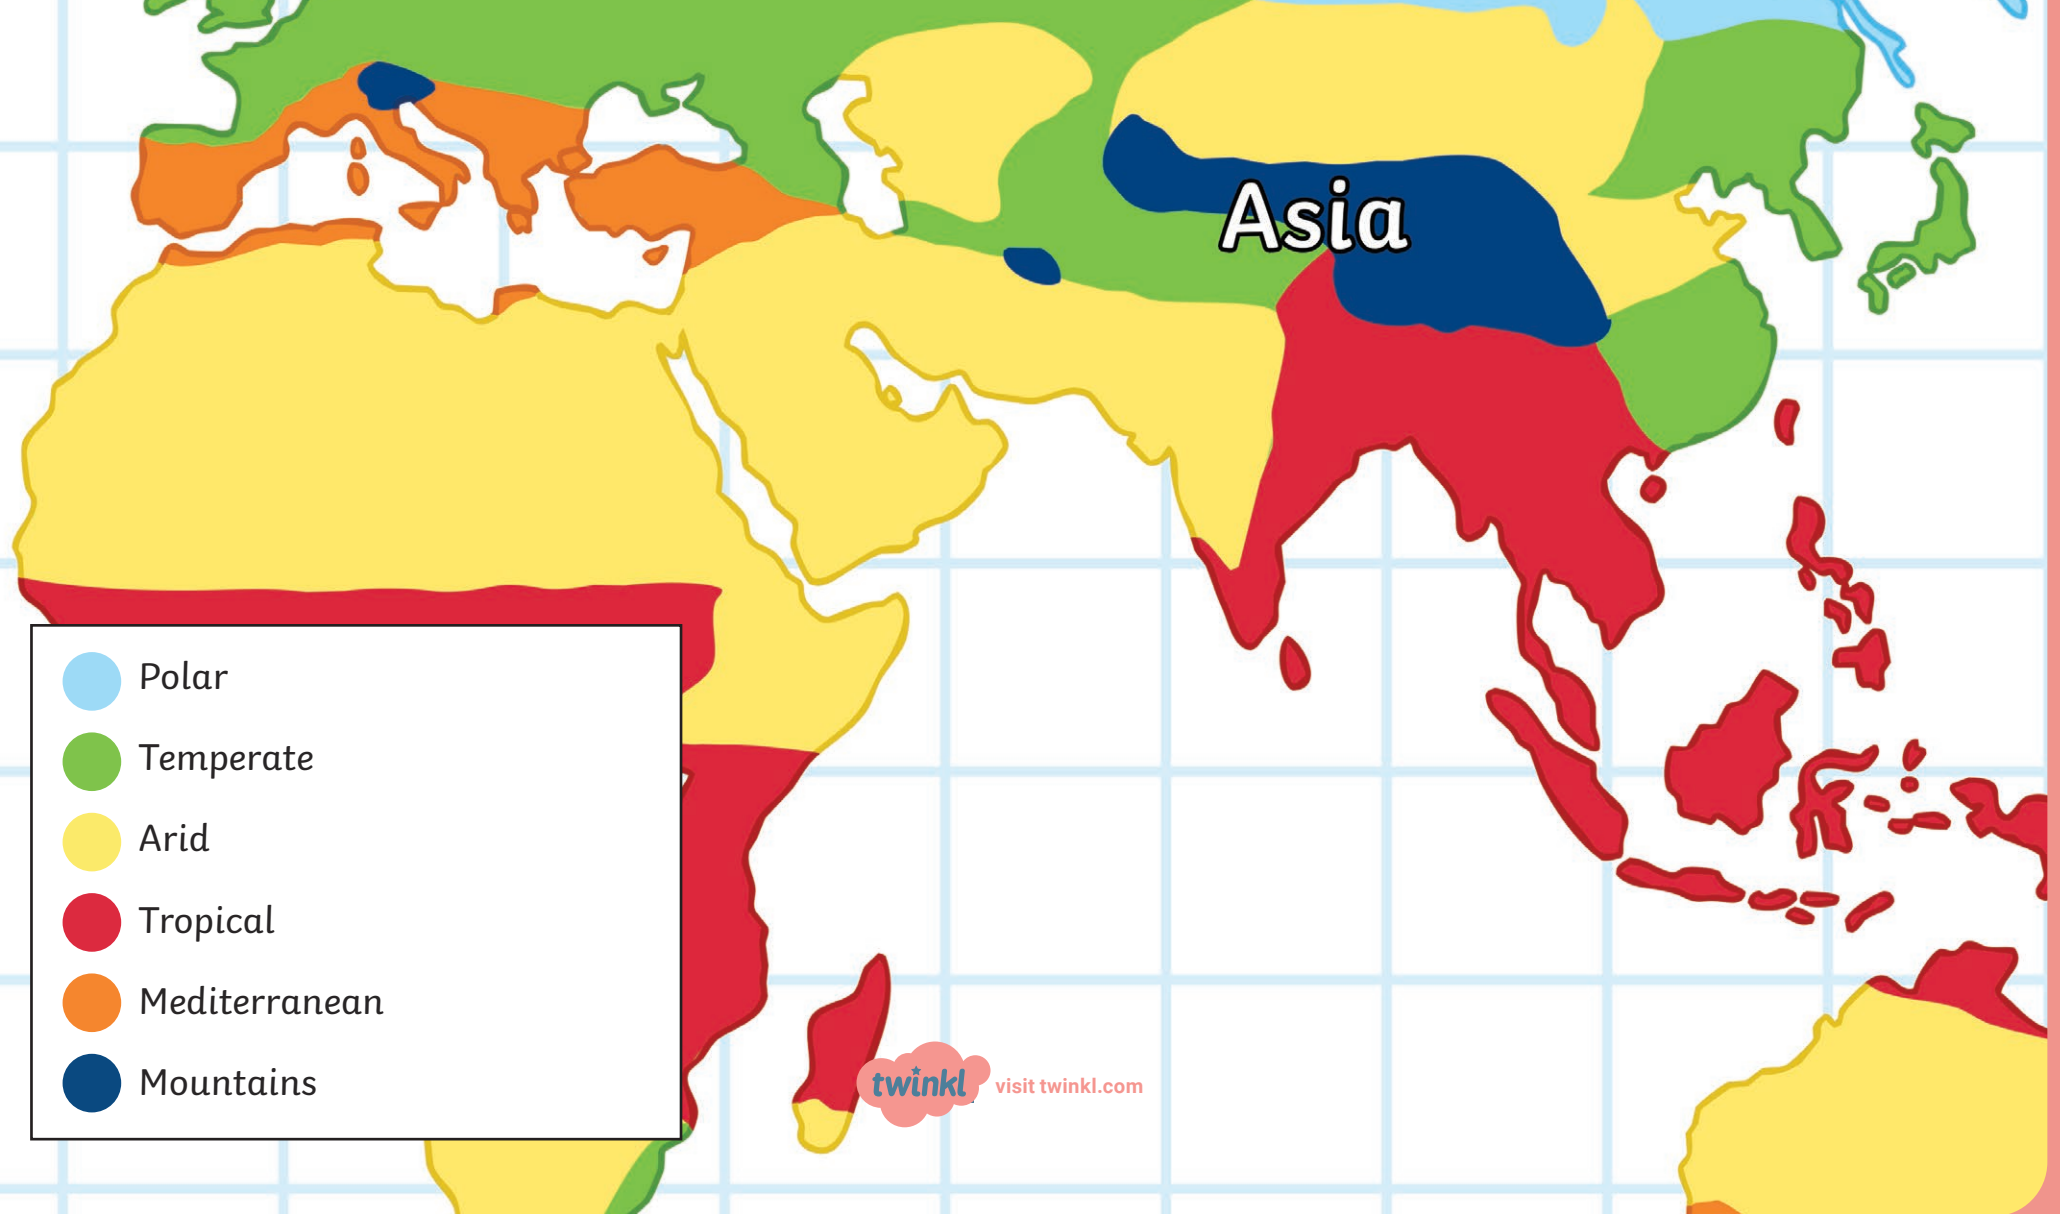 Asia
Polar
Temperate
Arid
Tropical
Mediterranean
Mountains
twinkl visit twinkl.com